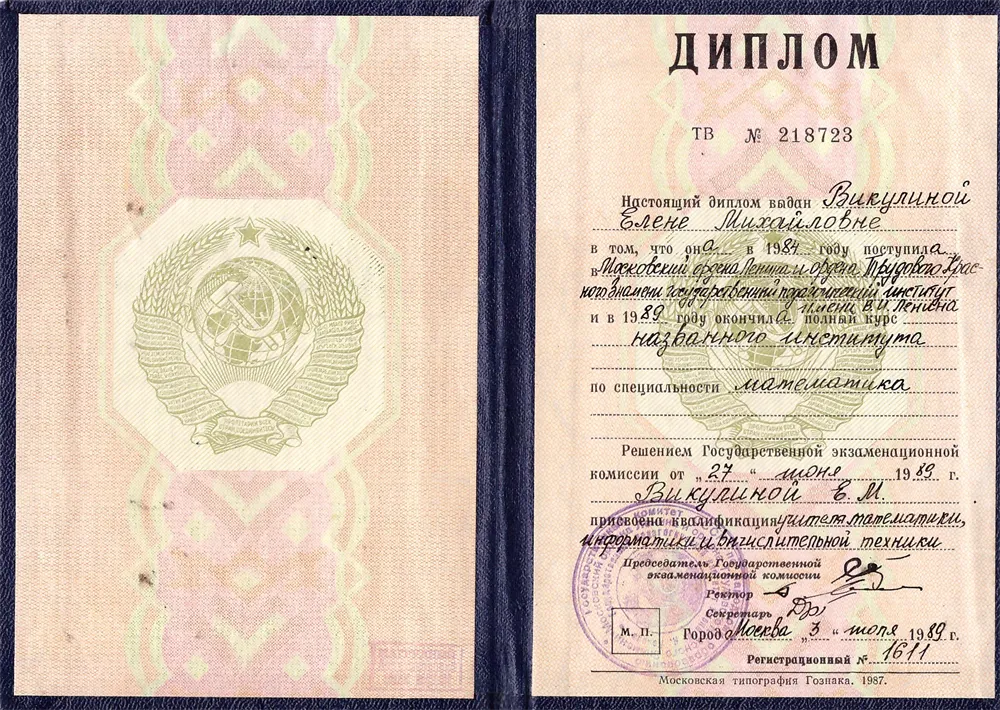 ДИПЛОМ
ТВ № 218723
Настоящий диплом выдан Викулиной
Елене Михайловне
в том, что она в 1984 году поступила
в Московский ордена Ленина и ордена Трудового Крас-
ного Знамени государственный педагогический институт
имени В.И. Ленина
и в 1989 году окончила полный курс
названного института
по специальности математика
Решением Государственной экзаменационной
комиссии от „27“ июня 1989 г.
Викулиной Е. М.
присвоена квалификация учителя математики,
информатики и вычислительной техники
Председатель Государственной
экзаменационной комиссии
Ректор
Секретарь
М. П.
Город Москва „3“ июля 1989 г.
Регистрационный № 1611
Московская типография Гознака. 1987.